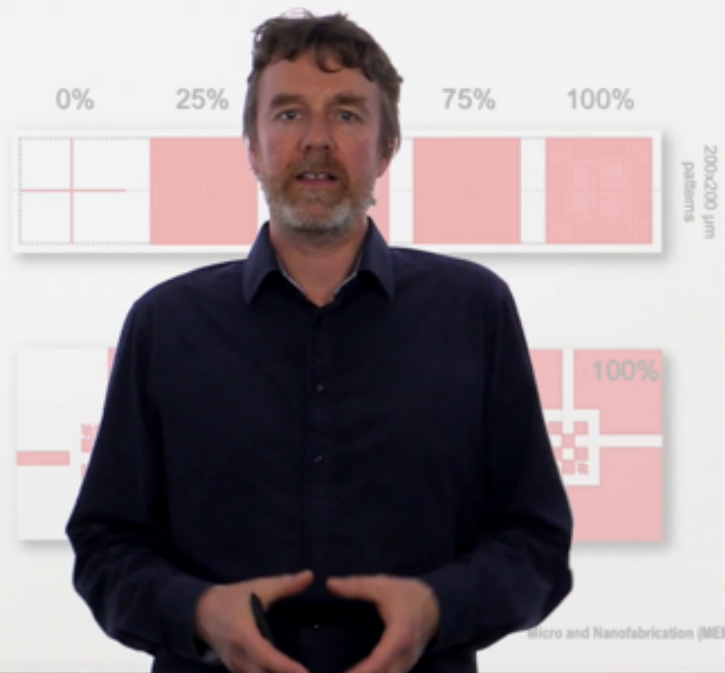 0%
25%
75%
100%
200x200 µm
patterns
100%
Micro and Nanofabrication (ME